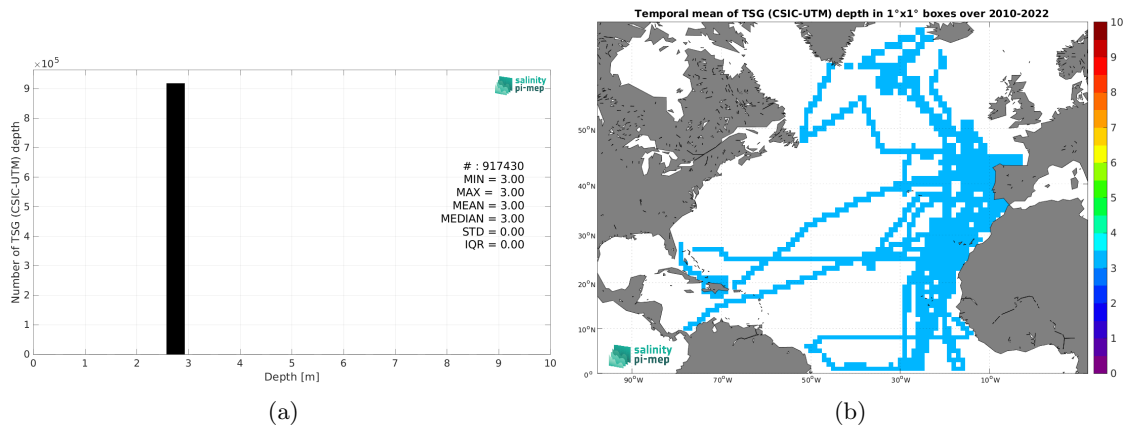 ×10⁵
9
8
7
6
5
4
3
2
1
0
Number of TSG (CSIC-UTM) depth
0 1 2 3 4 5 6 7 8 9 10
Depth [m]
salinity
pi-mep
# : 917430
MIN = 3.00
MAX = 3.00
MEAN = 3.00
MEDIAN = 3.00
STD = 0.00
IQR = 0.00
(a)
Temporal mean of TSG (CSIC-UTM) depth in 1°x1° boxes over 2010-2022
50°N
40°N
30°N
20°N
10°N
0°
90°W 70°W 50°W 30°W 10°W
salinity
pi-mep
10
9
8
7
6
5
4
3
2
1
0
(b)